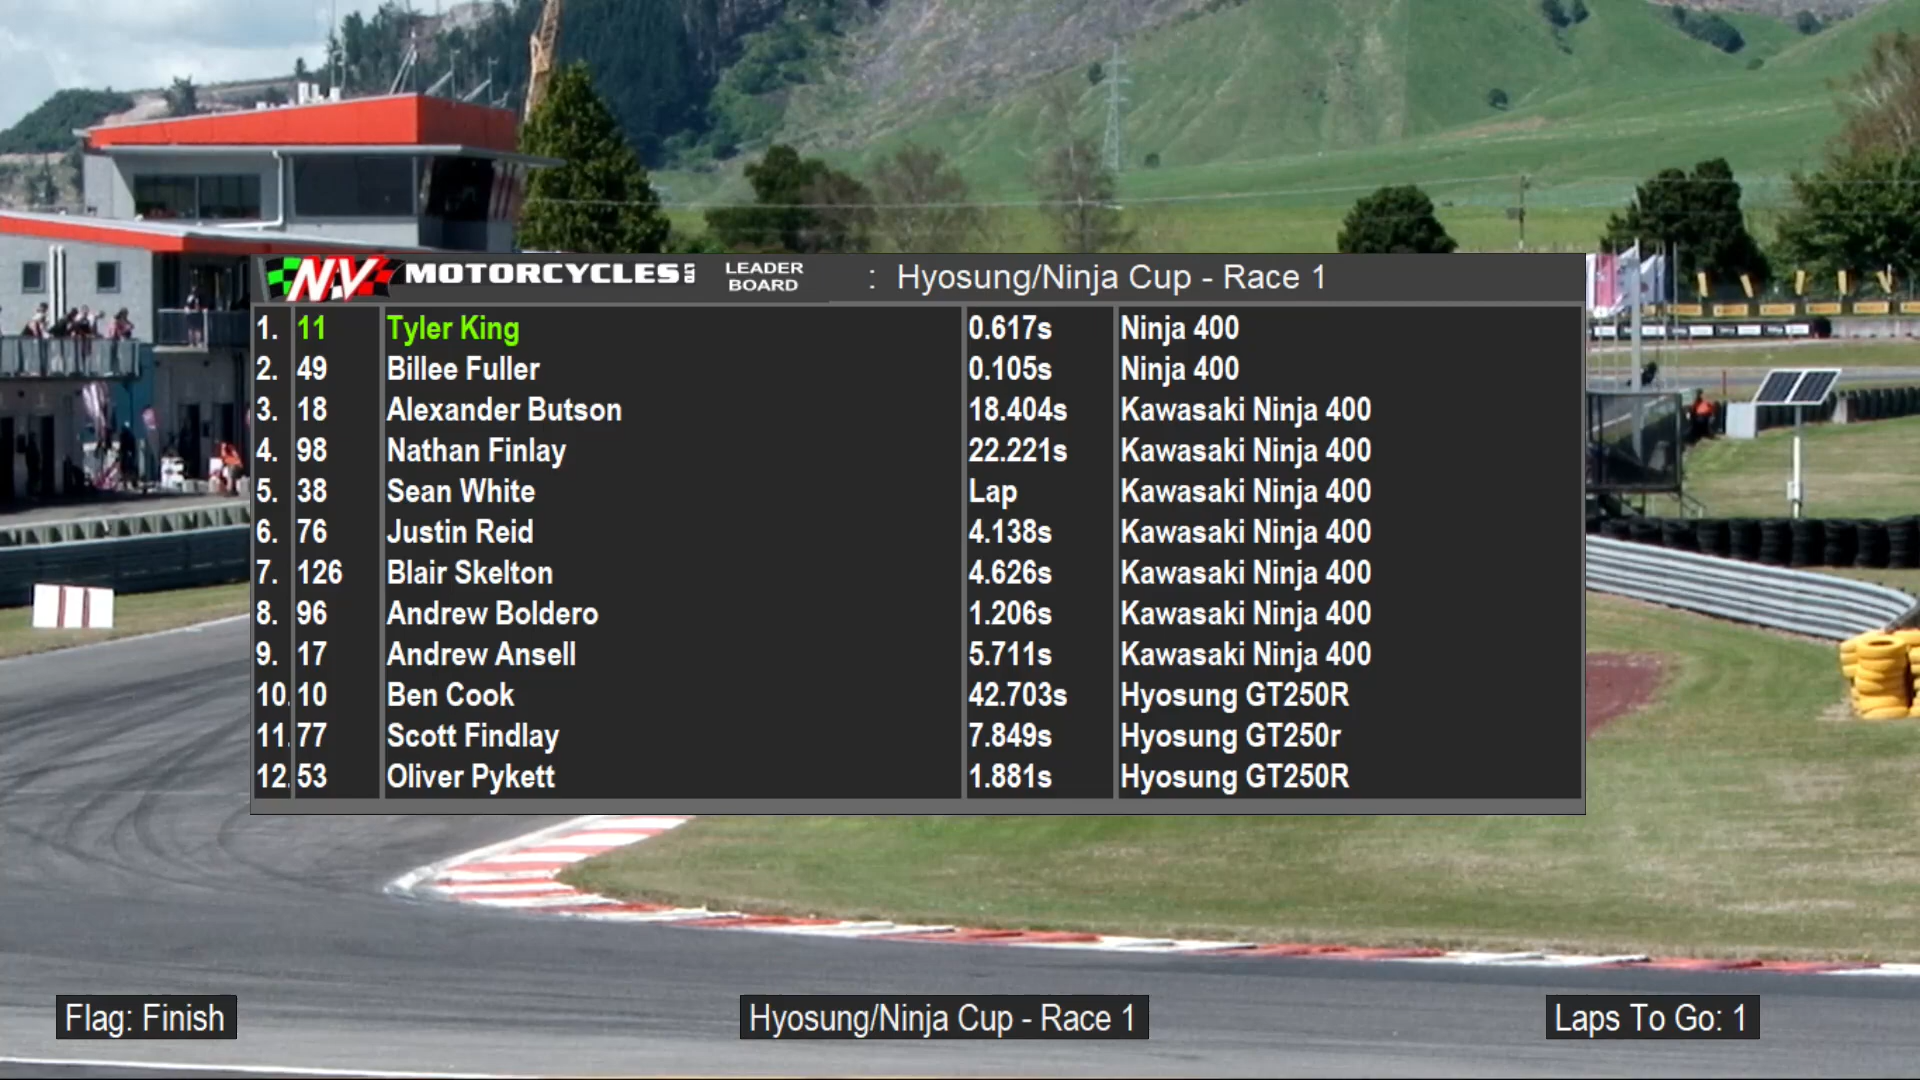 NV MOTORCYCLES LTD LEADER BOARD : Hyosung/Ninja Cup - Race 1
1. 11 Tyler King 0.617s Ninja 400
2. 49 Billee Fuller 0.105s Ninja 400
3. 18 Alexander Butson 18.404s Kawasaki Ninja 400
4. 98 Nathan Finlay 22.221s Kawasaki Ninja 400
5. 38 Sean White Lap Kawasaki Ninja 400
6. 76 Justin Reid 4.138s Kawasaki Ninja 400
7. 126 Blair Skelton 4.626s Kawasaki Ninja 400
8. 96 Andrew Boldero 1.206s Kawasaki Ninja 400
9. 17 Andrew Ansell 5.711s Kawasaki Ninja 400
10. 10 Ben Cook 42.703s Hyosung GT250R
11. 77 Scott Findlay 7.849s Hyosung GT250r
12. 53 Oliver Pykett 1.881s Hyosung GT250R
Flag: Finish Hyosung/Ninja Cup - Race 1 Laps To Go: 1